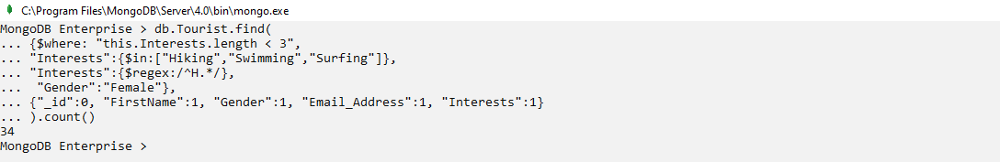 C:\Program Files\MongoDB\Server\4.0\bin\mongo.exe
MongoDB Enterprise > db.Tourist.find(
... {$where: "this.Interests.length < 3",
... "Interests":{$in:["Hiking","Swimming","Surfing"]},
... "Interests":{$regex:/^H.*/},
...  "Gender":"Female"},
... {"_id":0, "FirstName":1, "Gender":1, "Email_Address":1, "Interests":1}
... ).count()
34
MongoDB Enterprise >